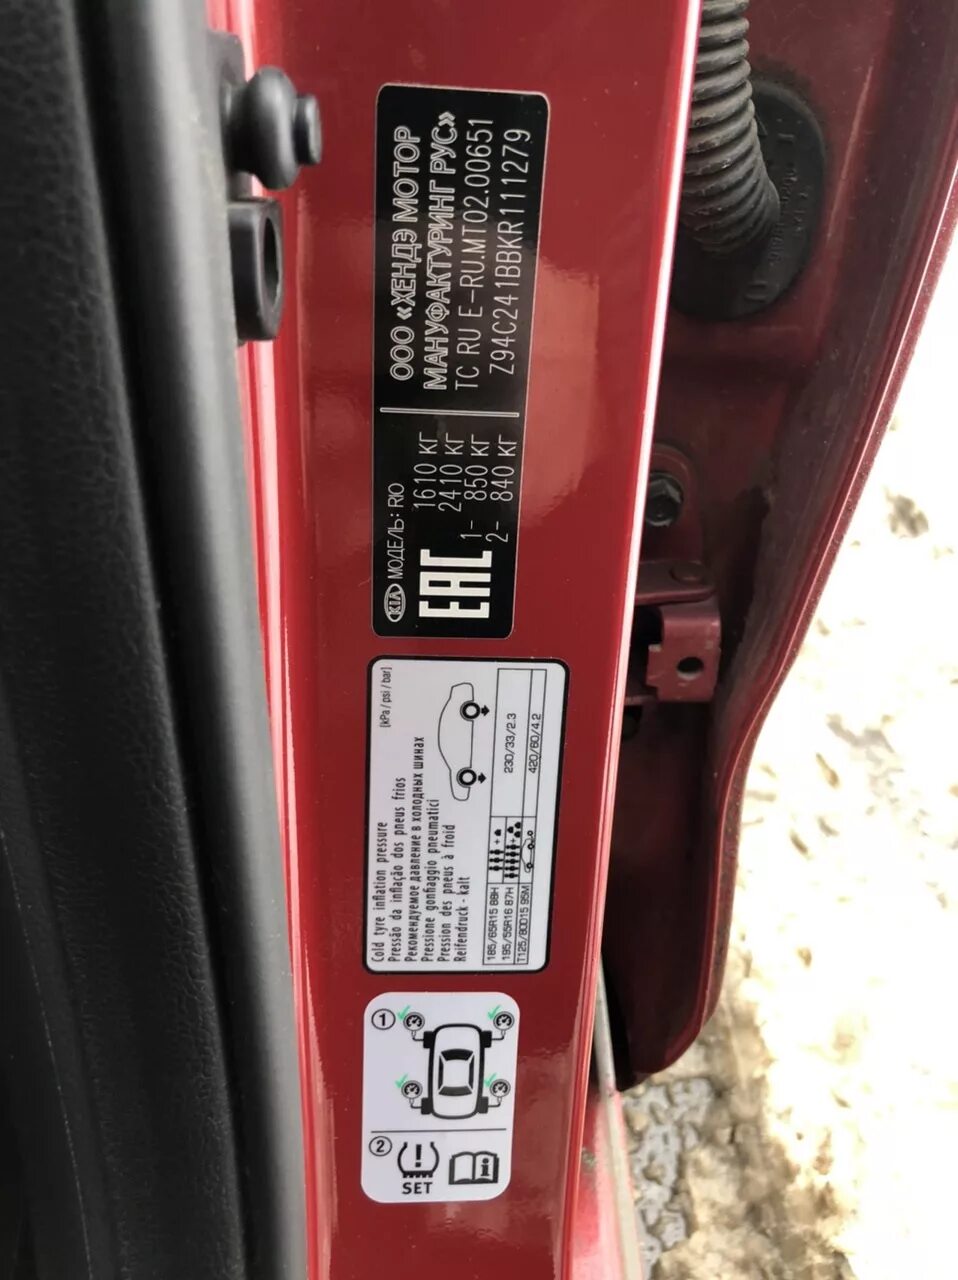 ООО «ХЕНДЭ МОТОР
МАНУФАКТУРИНГ РУС»
TC RU E-RU.MT02.00651
Z94C241BBKR111279
KIA МОДЕЛЬ: RIO
1610 КГ
2410 КГ
1- 850 КГ
2- 840 КГ
EAC
Cold tyre inflation pressure [kPa / psi / bar]
Pressão da inflação dos pneus frios
Рекомендуемое давление в холодных шинах
Pressione gonfiaggio pneumatici
Pression des pneus à froid
Reifendruck - kalt
185/65R15 88H
195/55R16 87H
230/33/2.3
T125/80D15 95M
420/60/4.2
1
2
SET